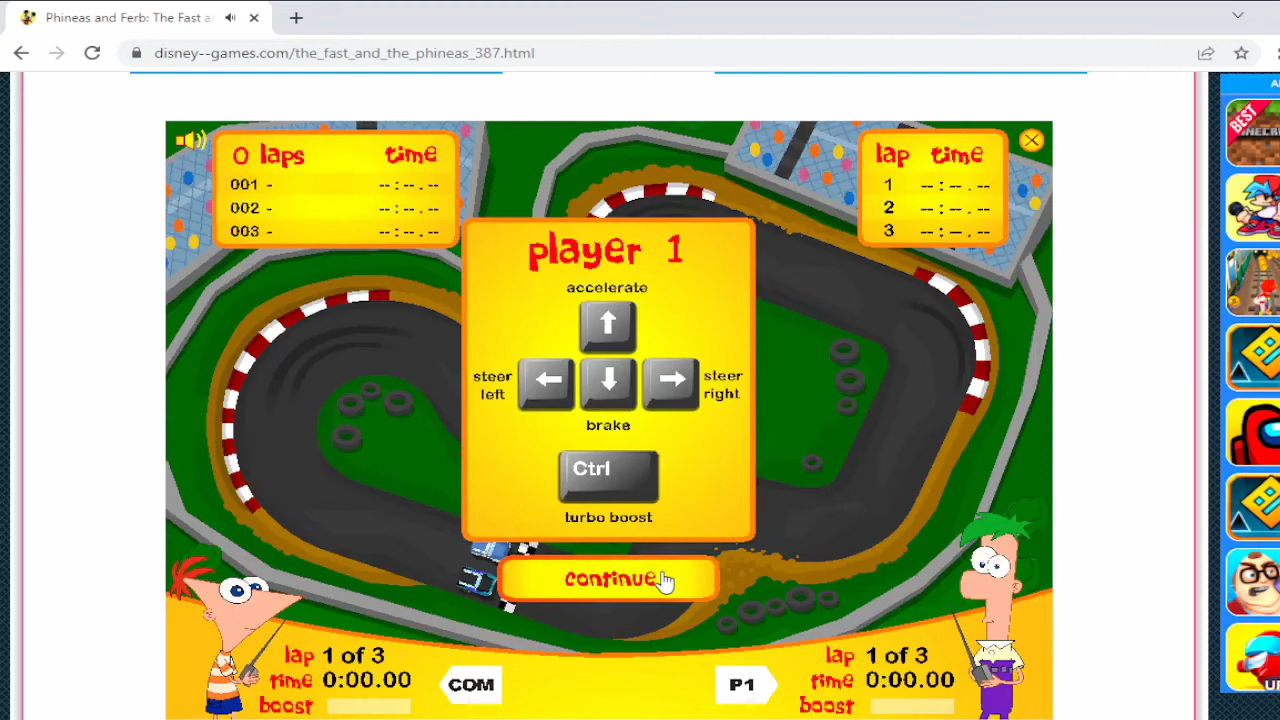 Phineas and Ferb: The Fast a
disney--games.com/the_fast_and_the_phineas_387.html
BEST
MINECR
0 laps time
001 - --:--.--
002 - --:--.--
003 - --:--.--
lap time
1 --:--.--
2 --:--.--
3 --:--.--
player 1
accelerate
steer left
steer right
brake
Ctrl
turbo boost
continue
lap 1 of 3
time 0:00.00
boost
COM
P1
lap 1 of 3
time 0:00.00
boost